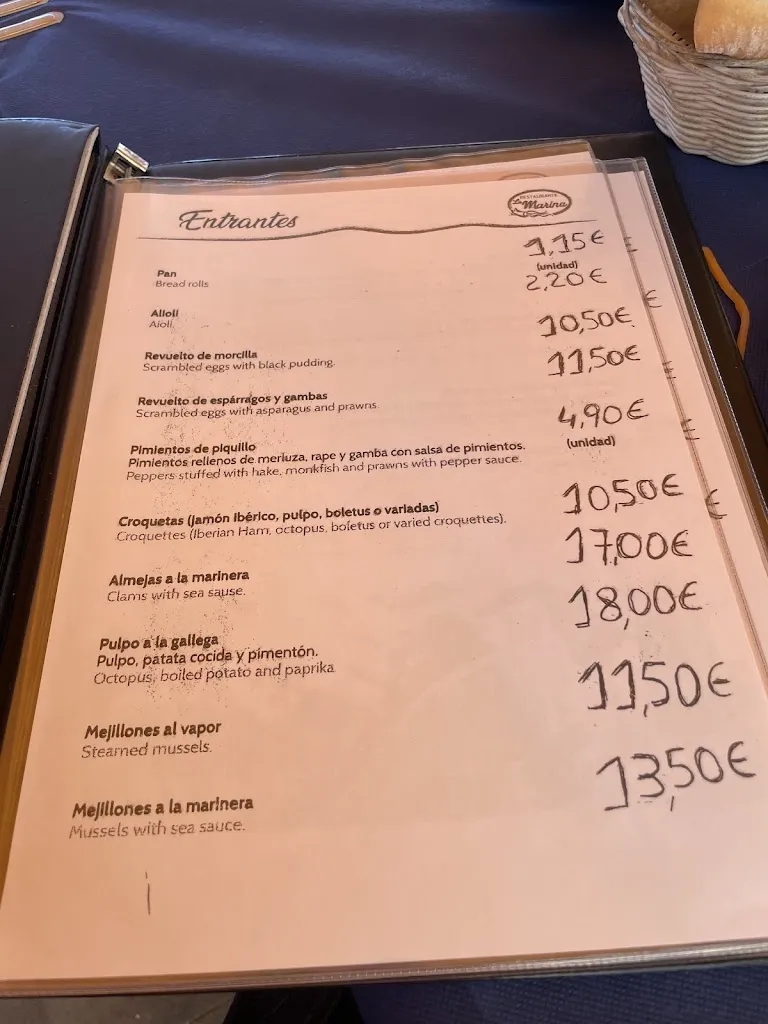 Entrantes
RESTAURANTE
La Marina
Pan
Bread rolls
1,15€
(unidad)
Alioli
Aioli
2,20€
Revuelto de morcilla
Scrambled eggs with black pudding.
10,50€
Revuelto de espárragos y gambas
Scrambled eggs with asparagus and prawns
11,50€
Pimientos de piquillo
Pimientos rellenos de merluza, rape y gamba con salsa de pimientos.
Peppers stuffed with hake, monkfish and prawns with pepper sauce.
4,90€
(unidad)
Croquetas (jamón ibérico, pulpo, boletus o variadas)
Croquettes (Iberian Ham, octopus, boletus or varied croquettes).
10,50€
Almejas a la marinera
Clams with sea sause.
17,00€
Pulpo a la gallega
Pulpo, patata cocida y pimentón.
Octopus, boiled potato and paprika
18,00€
Mejillones al vapor
Steamed mussels.
11,50€
Mejillones a la marinera
Mussels with sea sauce.
13,50€
€
€
€
€
€